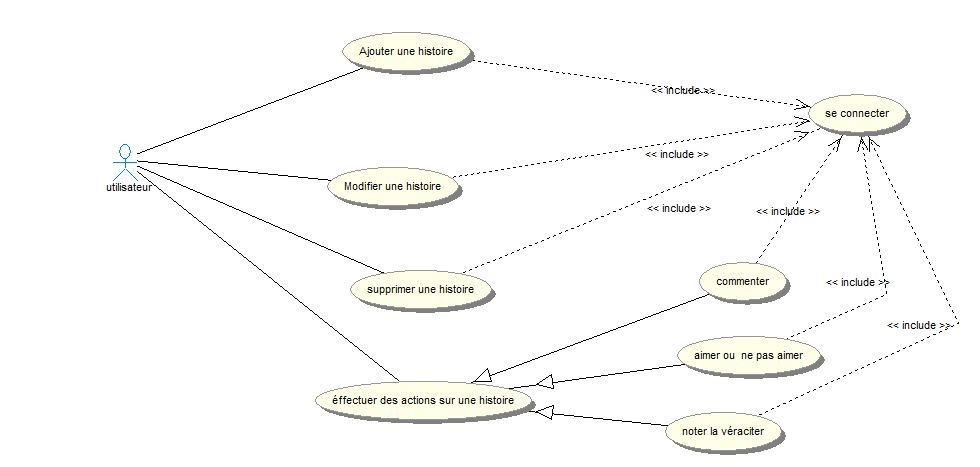 Ajouter une histoire
<< include >>
se connecter
utilisateur
Modifier une histoire
<< include >>
<< include >>
<< include >>
supprimer une histoire
commenter
<< include >>
<< include >>
aimer ou ne pas aimer
éffectuer des actions sur une histoire
noter la véraciter